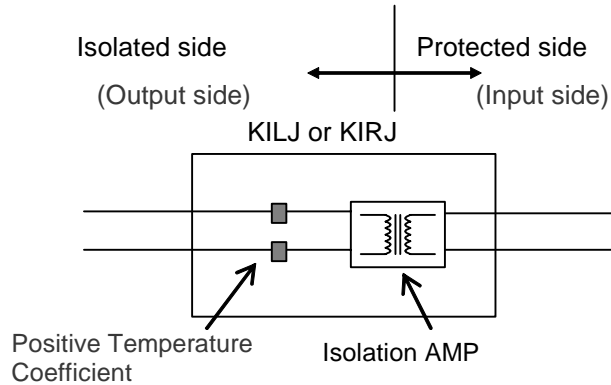 Isolated side
Protected side
(Output side)
(Input side)
KILJ or KIRJ
Positive Temperature
Coefficient
Isolation AMP